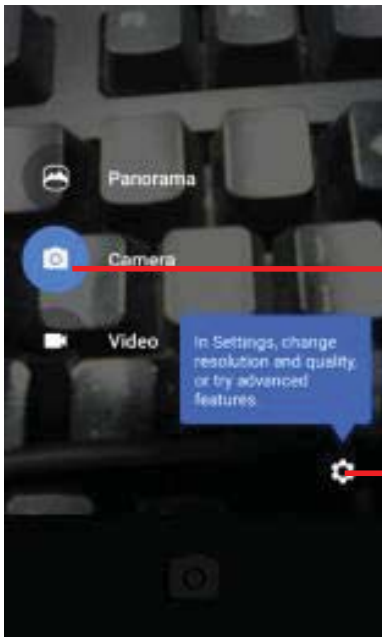 Panorama
Camera
Video
In Settings, change
resolution and quality,
or try advanced
features.